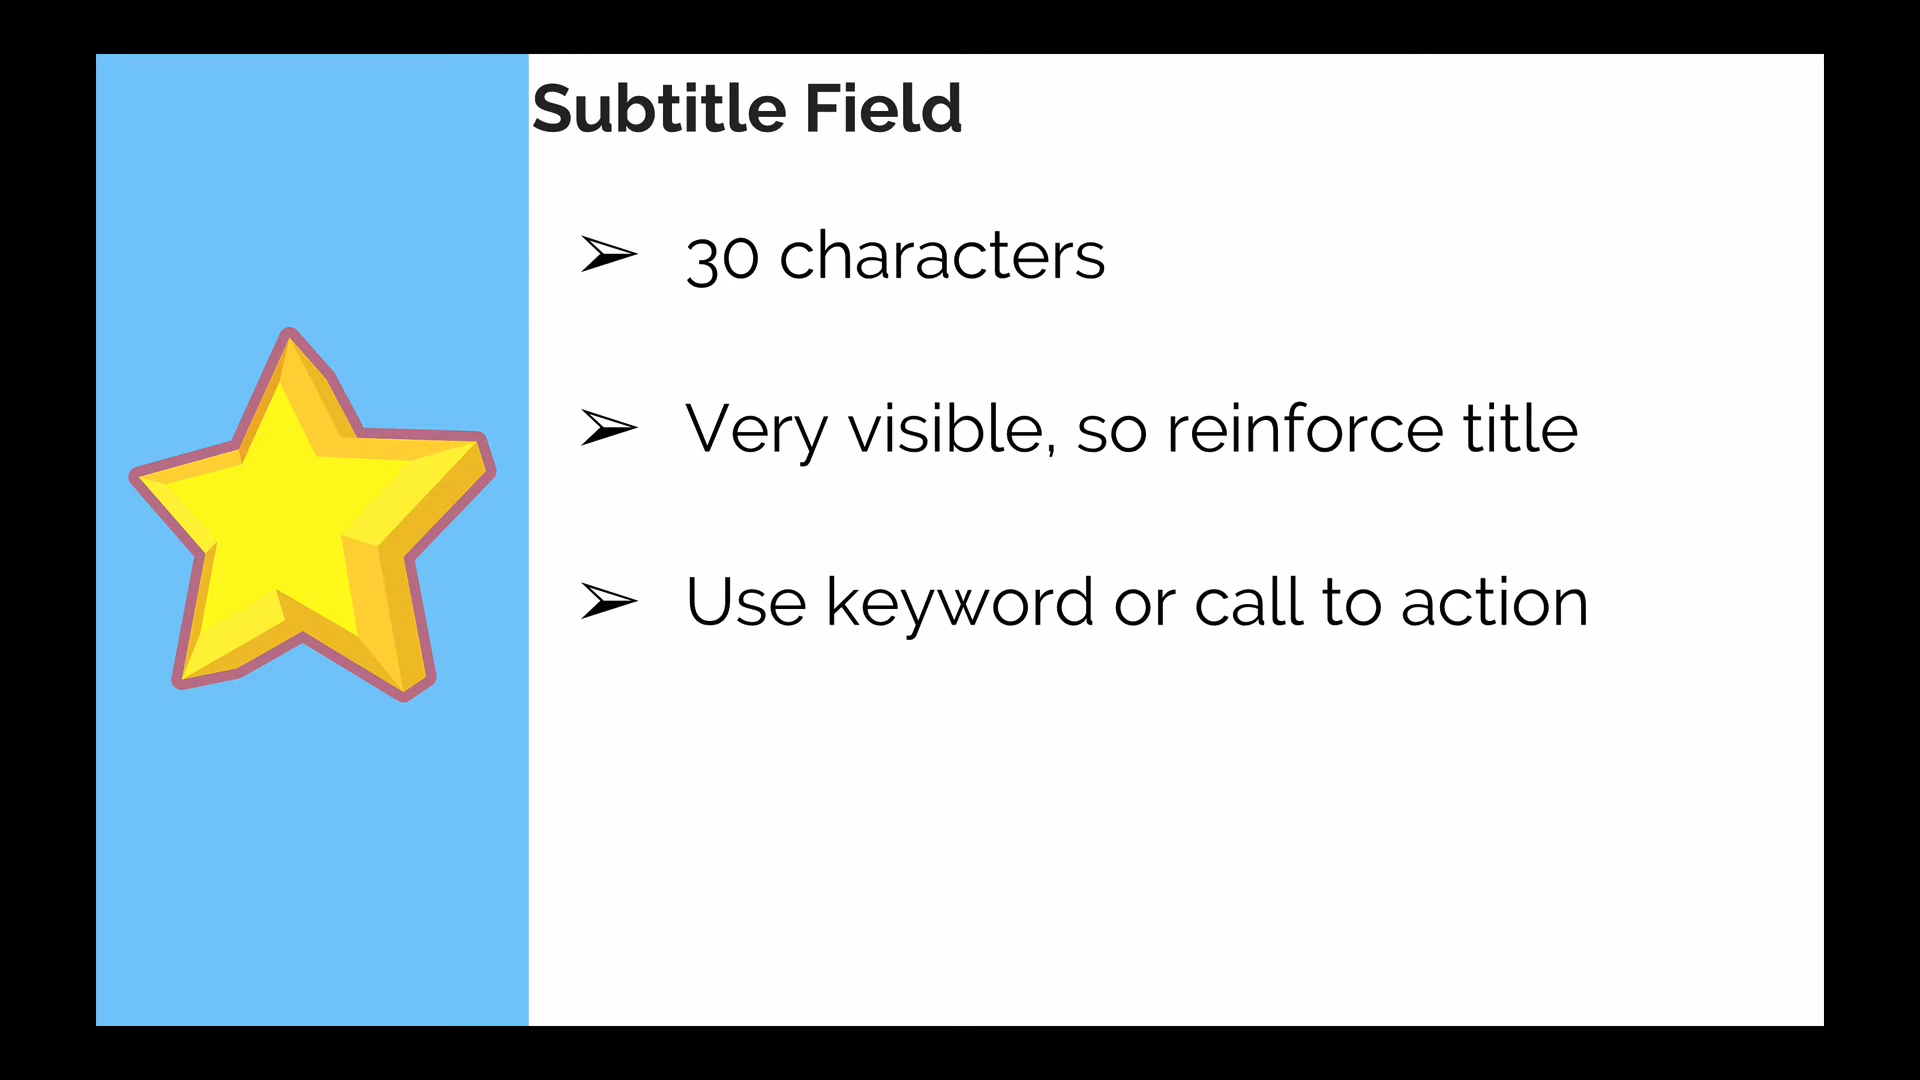 Subtitle Field
➢ 30 characters
➢ Very visible, so reinforce title
➢ Use keyword or call to action